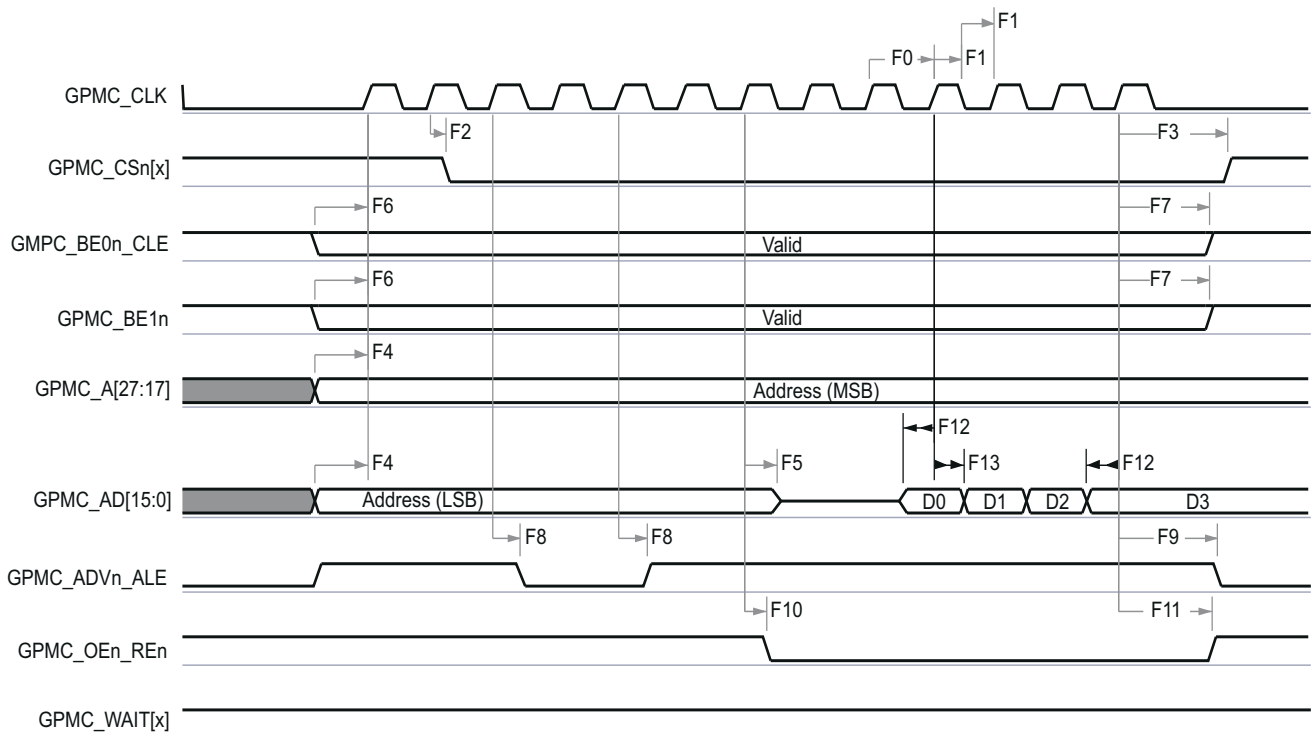 F1
F0 F1
GPMC_CLK
F2 F3
GPMC_CSn[x]
F6 F7
GMPC_BE0n_CLE Valid
F6 F7
GPMC_BE1n Valid
F4
GPMC_A[27:17] Address (MSB)
F12
F4 F5 F13 F12
GPMC_AD[15:0] Address (LSB) D0 D1 D2 D3
F8 F8 F9
GPMC_ADVn_ALE
F10 F11
GPMC_OEn_REn
GPMC_WAIT[x]